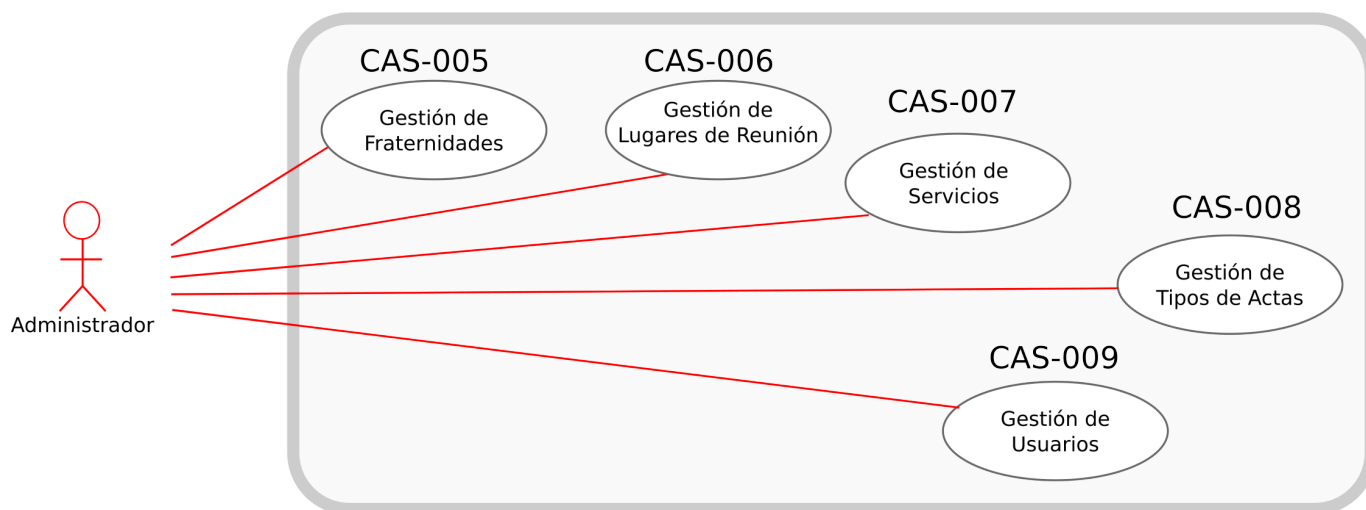 CAS-005
Gestión de
Fraternidades
CAS-006
Gestión de
Lugares de Reunión
CAS-007
Gestión de
Servicios
CAS-008
Gestión de
Tipos de Actas
Administrador
CAS-009
Gestión de
Usuarios